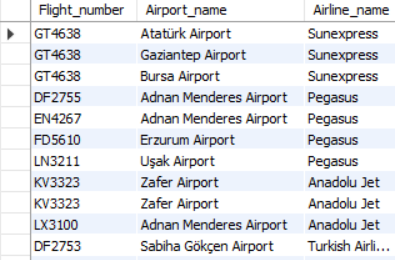 Flight_number Airport_name Airline_name
GT4638 Atatürk Airport Sunexpress
GT4638 Gaziantep Airport Sunexpress
GT4638 Bursa Airport Sunexpress
DF2755 Adnan Menderes Airport Pegasus
EN4267 Adnan Menderes Airport Pegasus
FD5610 Erzurum Airport Pegasus
LN3211 Uşak Airport Pegasus
KV3323 Zafer Airport Anadolu Jet
KV3323 Zafer Airport Anadolu Jet
LX3100 Adnan Menderes Airport Anadolu Jet
DF2753 Sabiha Gökçen Airport Turkish Airli...